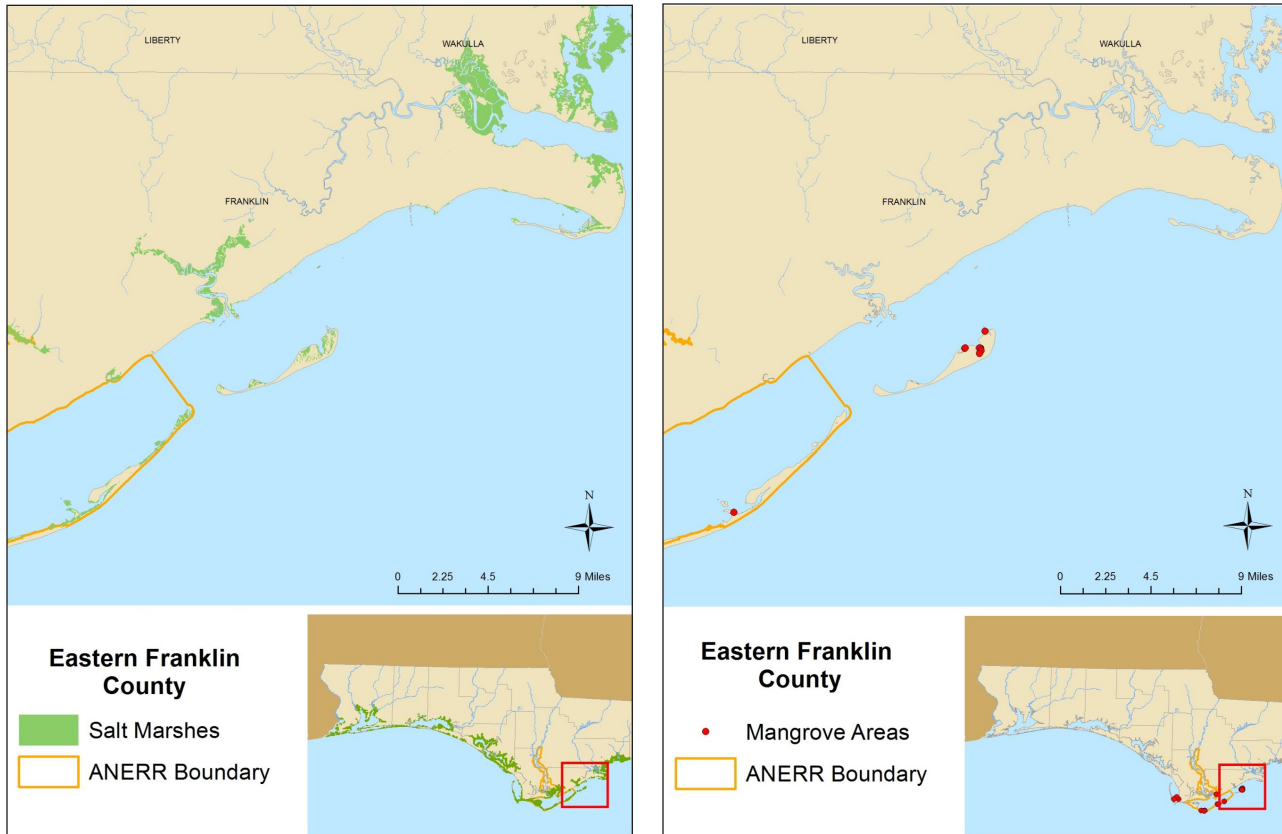 LIBERTY
WAKULLA
FRANKLIN
N
0 2.25 4.5 9 Miles
Eastern Franklin
County
Salt Marshes
ANERR Boundary
LIBERTY
WAKULLA
FRANKLIN
N
0 2.25 4.5 9 Miles
Eastern Franklin
County
Mangrove Areas
ANERR Boundary